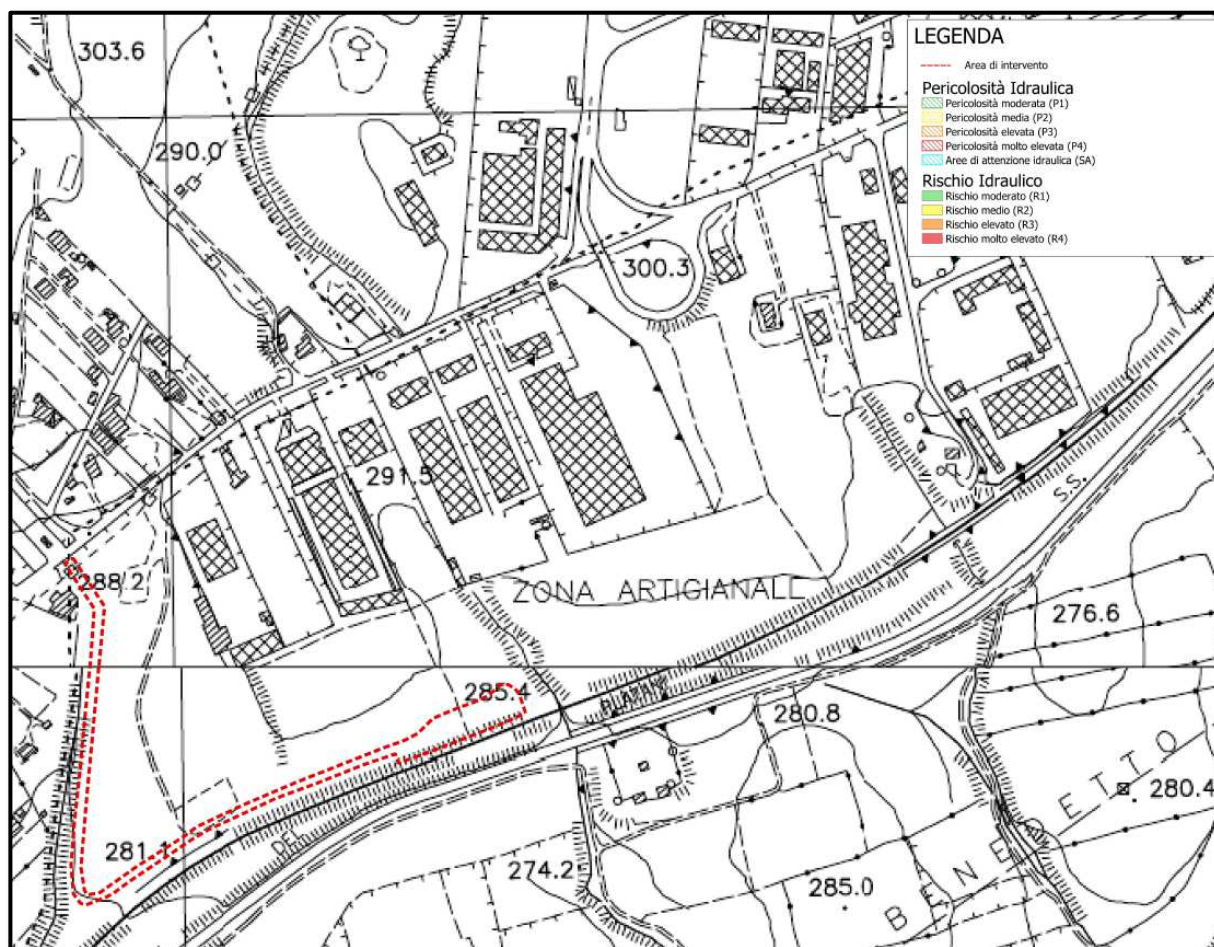 LEGENDA
Area di intervento
Pericolosità Idraulica
Pericolosità moderata (P1)
Pericolosità media (P2)
Pericolosità elevata (P3)
Pericolosità molto elevata (P4)
Aree di attenzione idraulica (SA)
Rischio Idraulico
Rischio moderato (R1)
Rischio medio (R2)
Rischio elevato (R3)
Rischio molto elevato (R4)
303.6
290.0
300.3
291.5
S.S.
288.2
ZONA ARTIGIANALE
276.6
285.4
280.8
280.4
281.1
DEL
274.2
285.0
BENEDETTO